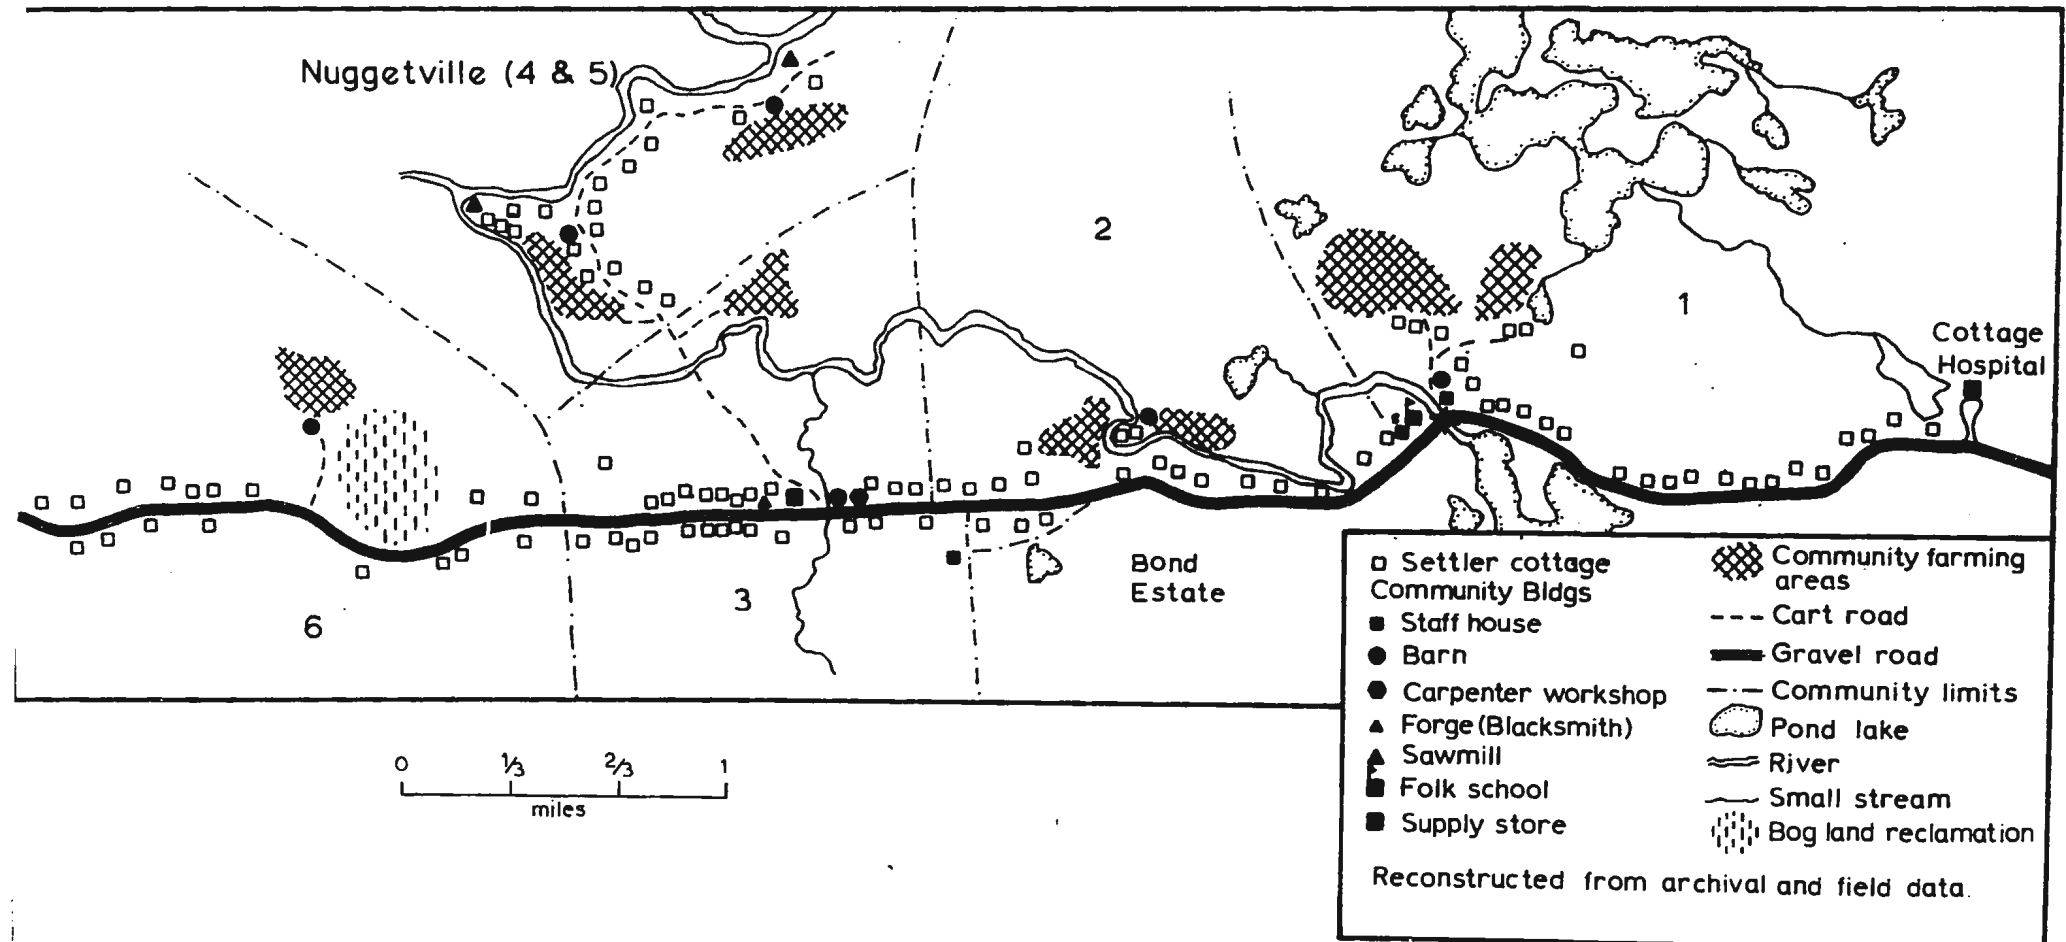 Nuggetville (4 & 5)
2
1
Cottage
Hospital
Bond
Estate
3
6
Settler cottage
Community Bldgs
Staff house
Barn
Carpenter workshop
Forge (Blacksmith)
Sawmill
Folk school
Supply store
Community farming
areas
Cart road
Gravel road
Community limits
Pond lake
River
Small stream
Bog land reclamation
Reconstructed from archival and field data.
0 1/3 2/3 1
miles